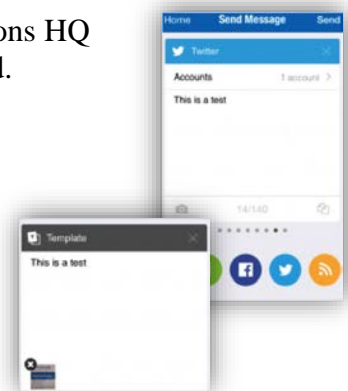 ons HQ
d.
Home Send Message Send
Twitter
Accounts 1 account >
This is a test
14/140
Template
This is a test